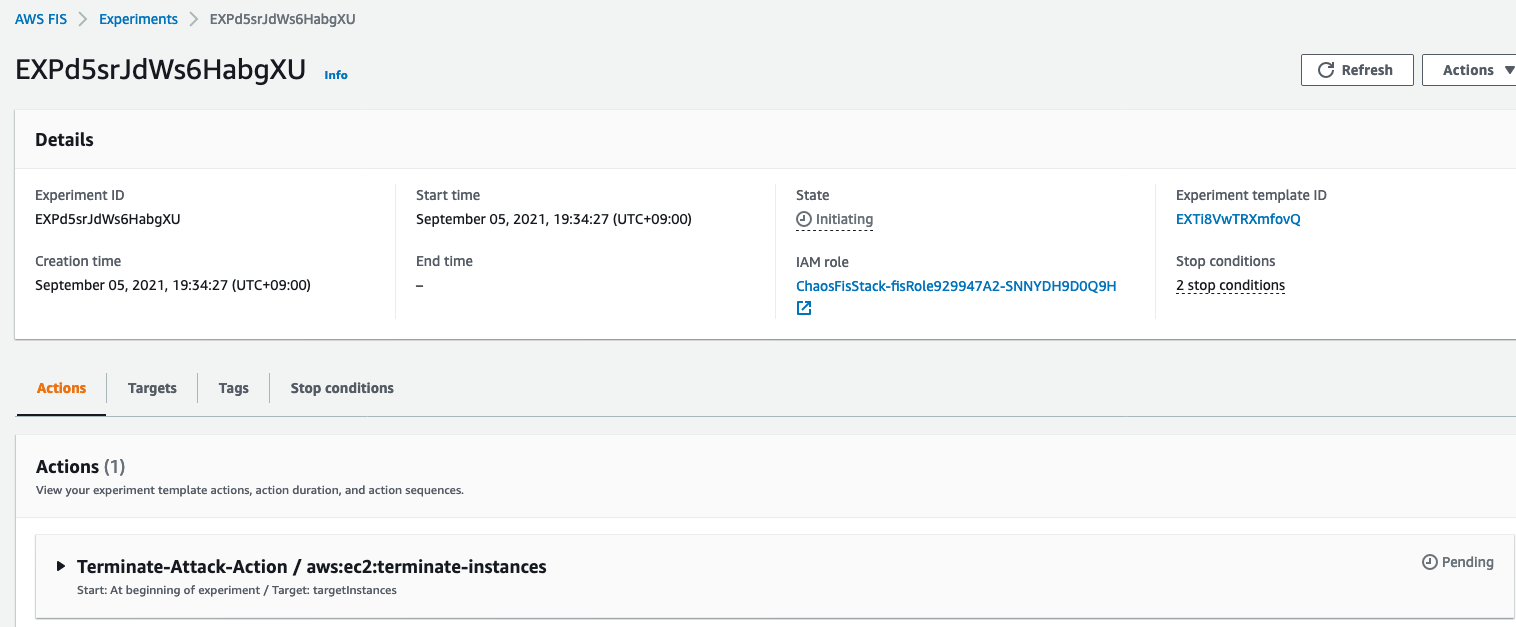 AWS FIS > Experiments > EXPd5srJdWs6HabgXU
EXPd5srJdWs6HabgXU Info
Refresh
Actions
Details
Experiment ID
EXPd5srJdWs6HabgXU
Creation time
September 05, 2021, 19:34:27 (UTC+09:00)
Start time
September 05, 2021, 19:34:27 (UTC+09:00)
End time
–
State
Initiating
IAM role
ChaosFisStack-fisRole929947A2-SNNYDH9D0Q9H
Experiment template ID
EXTi8VwTRXmfovQ
Stop conditions
2 stop conditions
Actions
Targets
Tags
Stop conditions
Actions (1)
View your experiment template actions, action duration, and action sequences.
Terminate-Attack-Action / aws:ec2:terminate-instances
Start: At beginning of experiment / Target: targetInstances
Pending